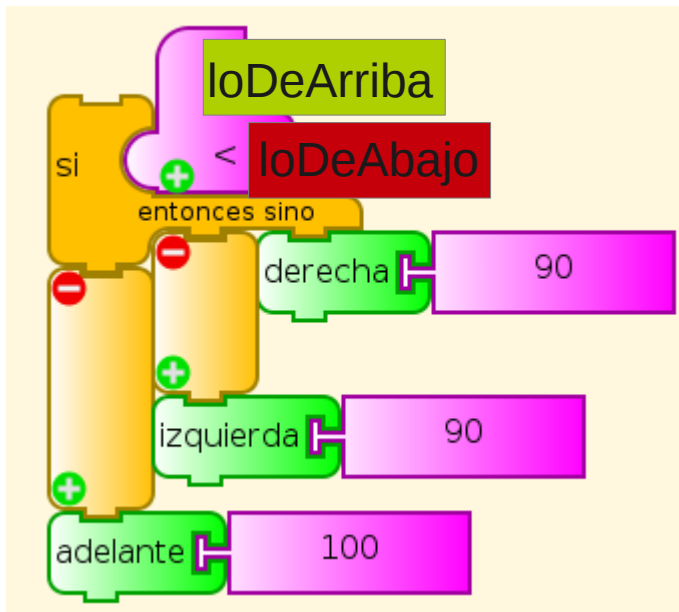 loDeArriba
si < loDeAbajo
entonces sino
derecha 90
izquierda 90
adelante 100